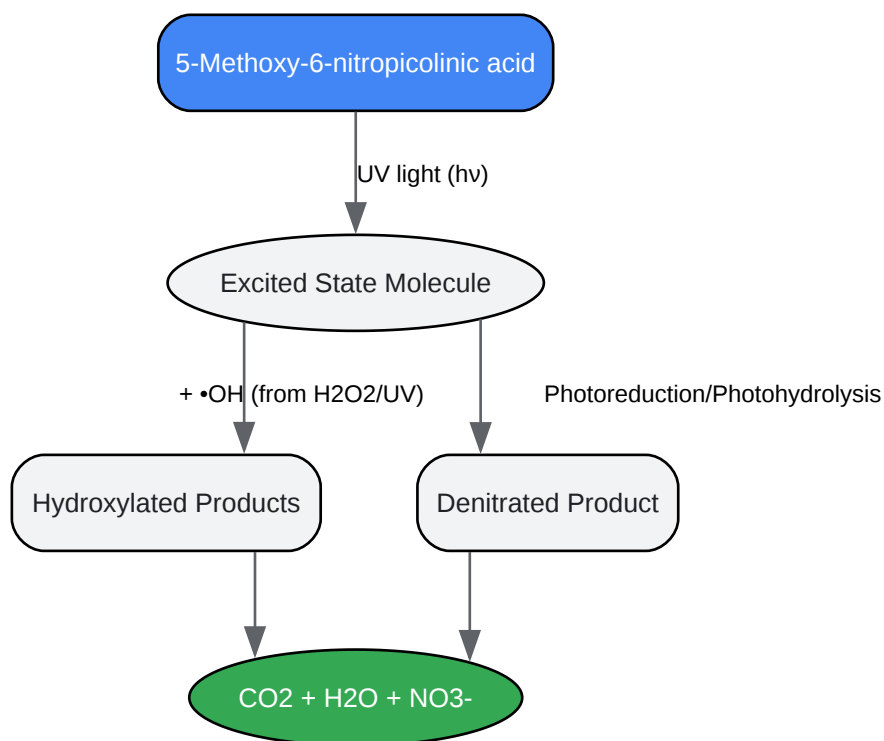 5-Methoxy-6-nitropicolinic acid
UV light (hν)
Excited State Molecule
+ •OH (from H2O2/UV)
Photoreduction/Photohydrolysis
Hydroxylated Products
Denitrated Product
CO2 + H2O + NO3-